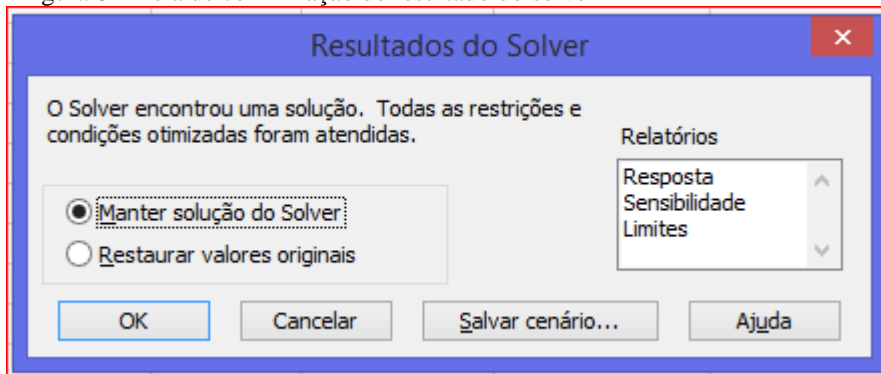 Resultados do Solver
O Solver encontrou uma solução. Todas as restrições e
condições otimizadas foram atendidas.
Relatórios
Resposta
Sensibilidade
Limites
Manter solução do Solver
Restaurar valores originais
OK
Cancelar
Salvar cenário...
Ajuda